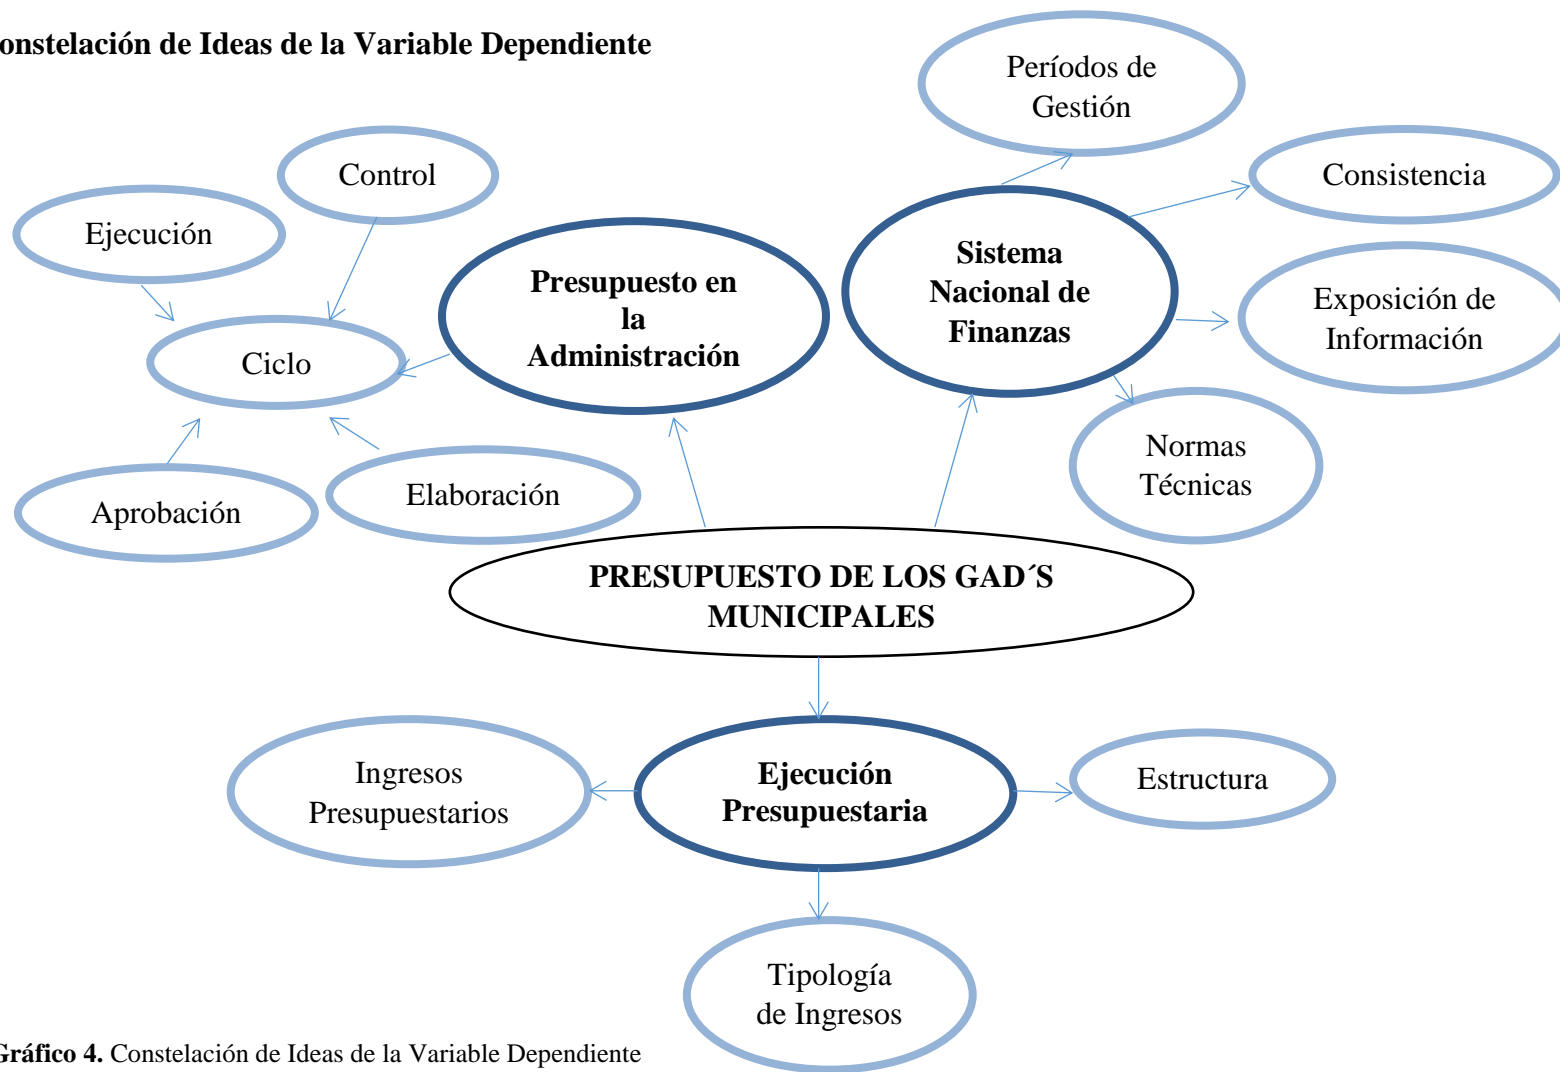 onstelación de Ideas de la Variable Dependiente
Períodos de
Gestión
Control
Consistencia
Ejecución
Sistema
Nacional de
Finanzas
Presupuesto en
la
Administración
Exposición de
Información
Ciclo
Normas
Técnicas
Elaboración
Aprobación
PRESUPUESTO DE LOS GAD´S
MUNICIPALES
Ingresos
Presupuestarios
Ejecución
Presupuestaria
Estructura
Tipología
de Ingresos
Gráfico 4. Constelación de Ideas de la Variable Dependiente